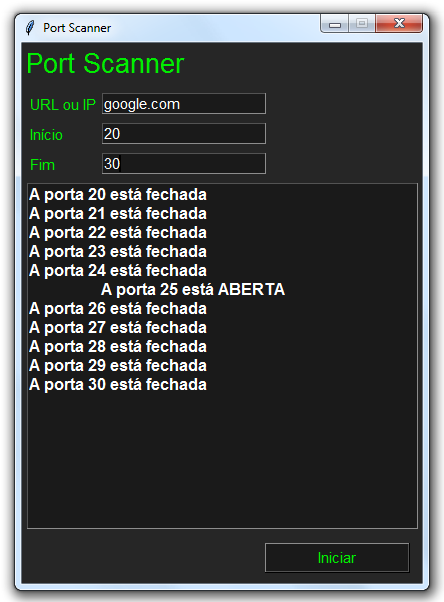 Port Scanner
Port Scanner
URL ou IP google.com
Início 20
Fim 30
A porta 20 está fechada
A porta 21 está fechada
A porta 22 está fechada
A porta 23 está fechada
A porta 24 está fechada
A porta 25 está ABERTA
A porta 26 está fechada
A porta 27 está fechada
A porta 28 está fechada
A porta 29 está fechada
A porta 30 está fechada
Iniciar